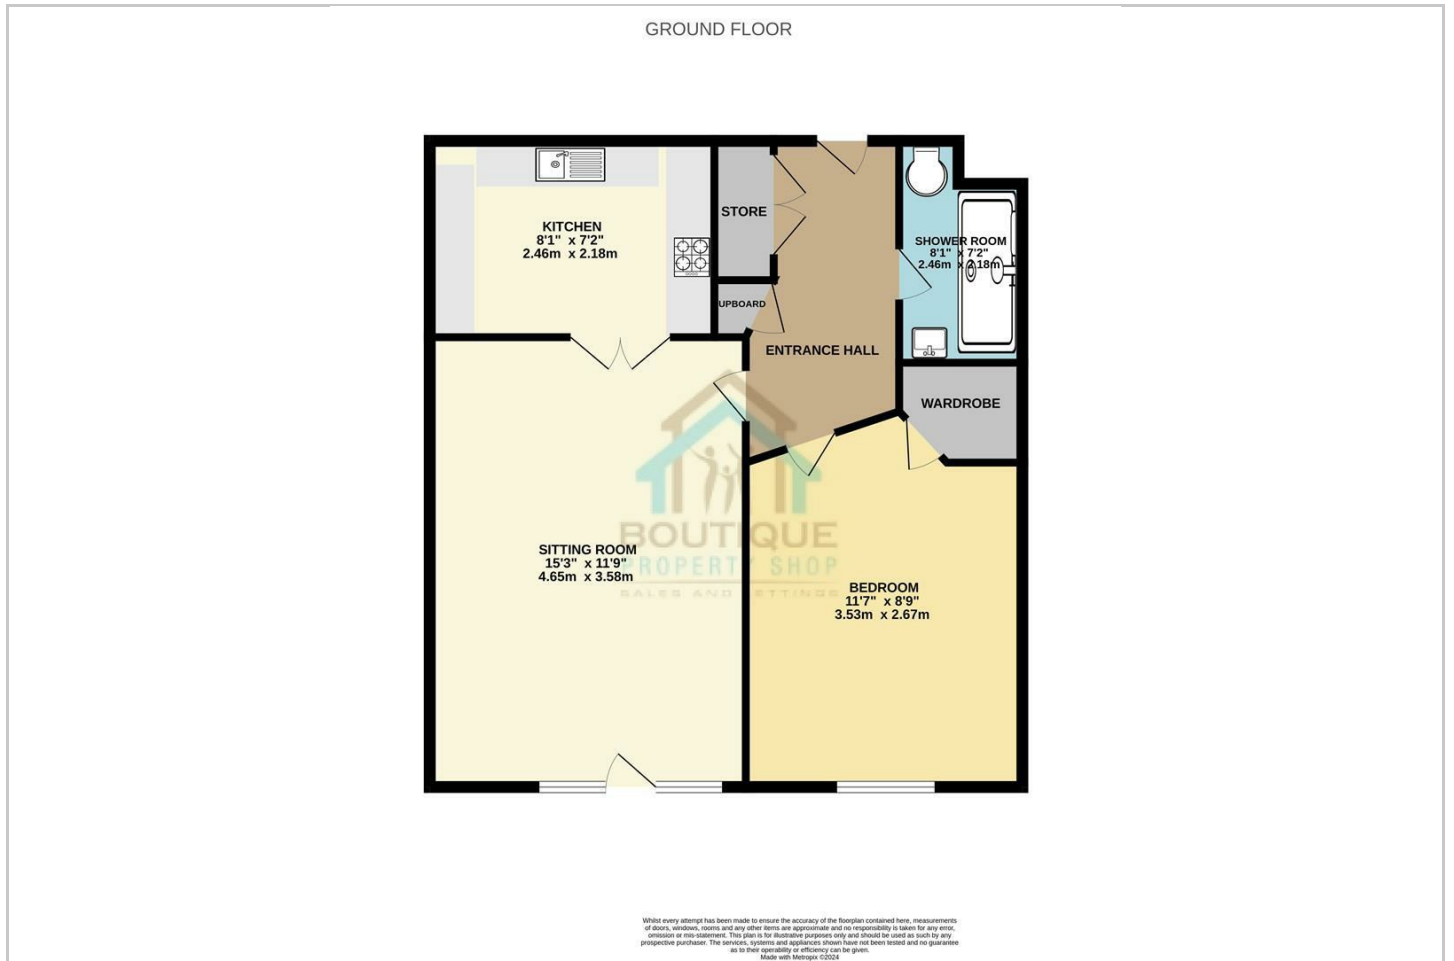 GROUND FLOOR
KITCHEN
8'1" x 7'2"
2.46m x 2.18m
STORE
UPBOARD
ENTRANCE HALL
SHOWER ROOM
8'1" x 7'2"
2.46m x 2.18m
WARDROBE
SITTING ROOM
15'3" x 11'9"
4.65m x 3.58m
BEDROOM
11'7" x 8'9"
3.53m x 2.67m
BOUTIQUE
PROPERTY SHOP
SALES AND LETTINGS
Whilst every attempt has been made to ensure the accuracy of the floorplan contained here, measurements
of doors, windows, rooms and any other items are approximate and no responsibility is taken for any error,
omission or mis-statement. This plan is for illustrative purposes only and should be used as such by any
prospective purchaser. The services, systems and appliances shown have not been tested and no guarantee
as to their operability or efficiency can be given.
Made with Metropix ©2024